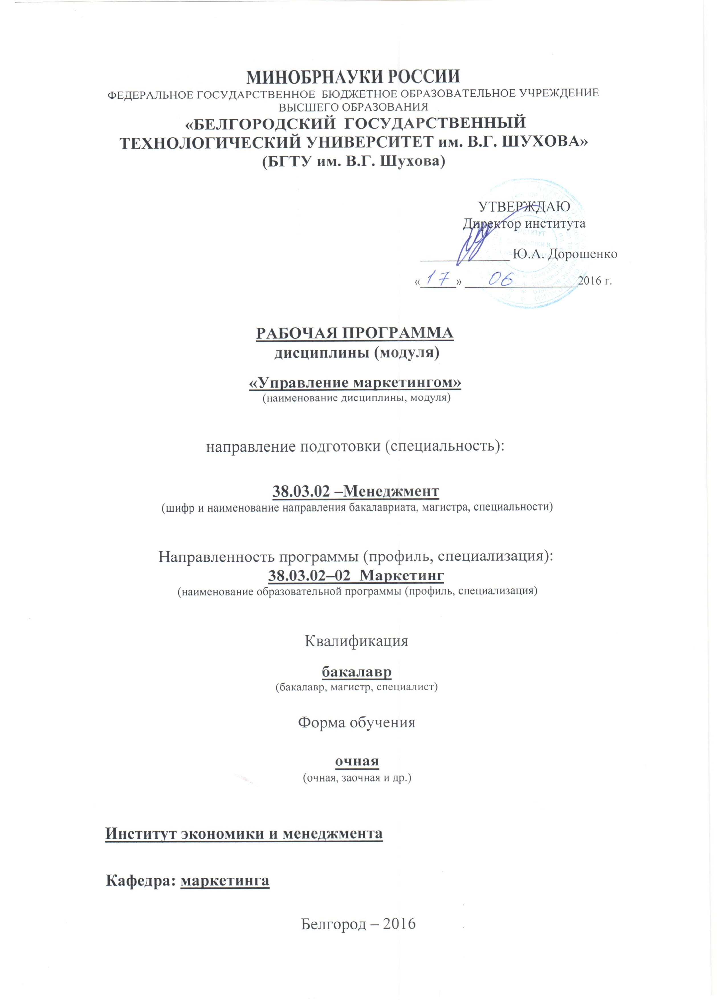 МИНОБРНАУКИ РОССИИ
ФЕДЕРАЛЬНОЕ ГОСУДАРСТВЕННОЕ БЮДЖЕТНОЕ ОБРАЗОВАТЕЛЬНОЕ УЧРЕЖДЕНИЕ
ВЫСШЕГО ОБРАЗОВАНИЯ
«БЕЛГОРОДСКИЙ ГОСУДАРСТВЕННЫЙ
ТЕХНОЛОГИЧЕСКИЙ УНИВЕРСИТЕТ им. В.Г. ШУХОВА»
(БГТУ им. В.Г. Шухова)
УТВЕРЖДАЮ
Директор института
Ю.А. Дорошенко
«17» 06 2016 г.
РАБОЧАЯ ПРОГРАММА
дисциплины (модуля)
«Управление маркетингом»
(наименование дисциплины, модуля)
направление подготовки (специальность):
38.03.02 –Менеджмент
(шифр и наименование направления бакалавриата, магистра, специальности)
Направленность программы (профиль, специализация):
38.03.02–02 Маркетинг
(наименование образовательной программы (профиль, специализация)
Квалификация
бакалавр
(бакалавр, магистр, специалист)
Форма обучения
очная
(очная, заочная и др.)
Институт экономики и менеджмента
Кафедра: маркетинга
Белгород – 2016